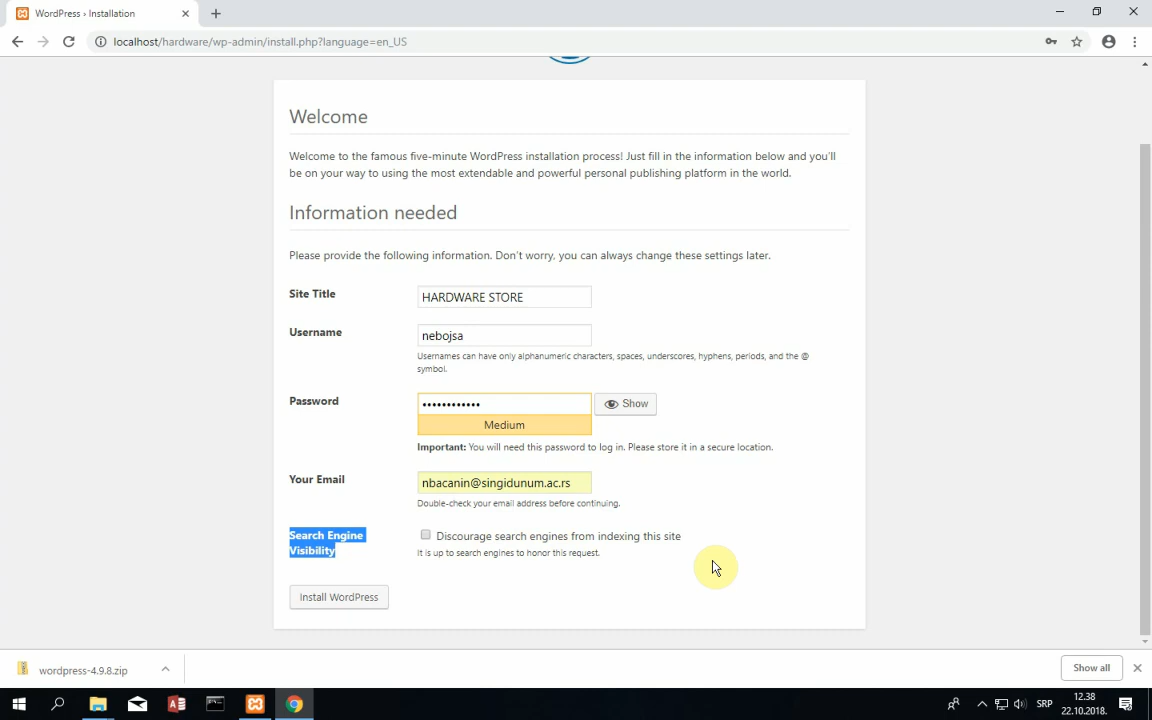 WordPress › Installation
localhost/hardware/wp-admin/install.php?language=en_US
Welcome
Welcome to the famous five-minute WordPress installation process! Just fill in the information below and you'll
be on your way to using the most extendable and powerful personal publishing platform in the world.
Information needed
Please provide the following information. Don't worry, you can always change these settings later.
Site Title
HARDWARE STORE
Username
nebojsa
Usernames can have only alphanumeric characters, spaces, underscores, hyphens, periods, and the @
symbol.
Password
••••••••••••
Show
Medium
Important: You will need this password to log in. Please store it in a secure location.
Your Email
nbacanin@singidunum.ac.rs
Double-check your email address before continuing.
Search Engine
Visibility
Discourage search engines from indexing this site
It is up to search engines to honor this request.
Install WordPress
wordpress-4.9.8.zip
Show all
SRP
12.38
22.10.2018.